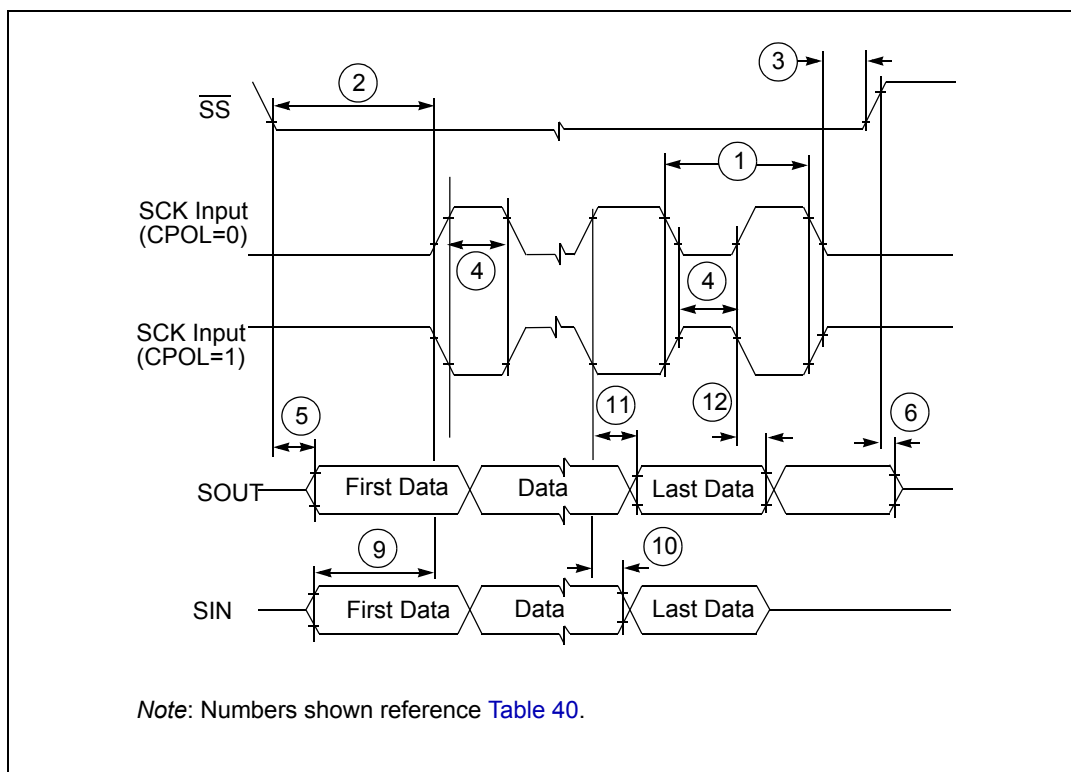 3
2
SS
1
SCK Input
(CPOL=0)
4
4
SCK Input
(CPOL=1)
5
11
12
6
SOUT
First Data
Data
Last Data
9
10
SIN
First Data
Data
Last Data
Note: Numbers shown reference Table 40.